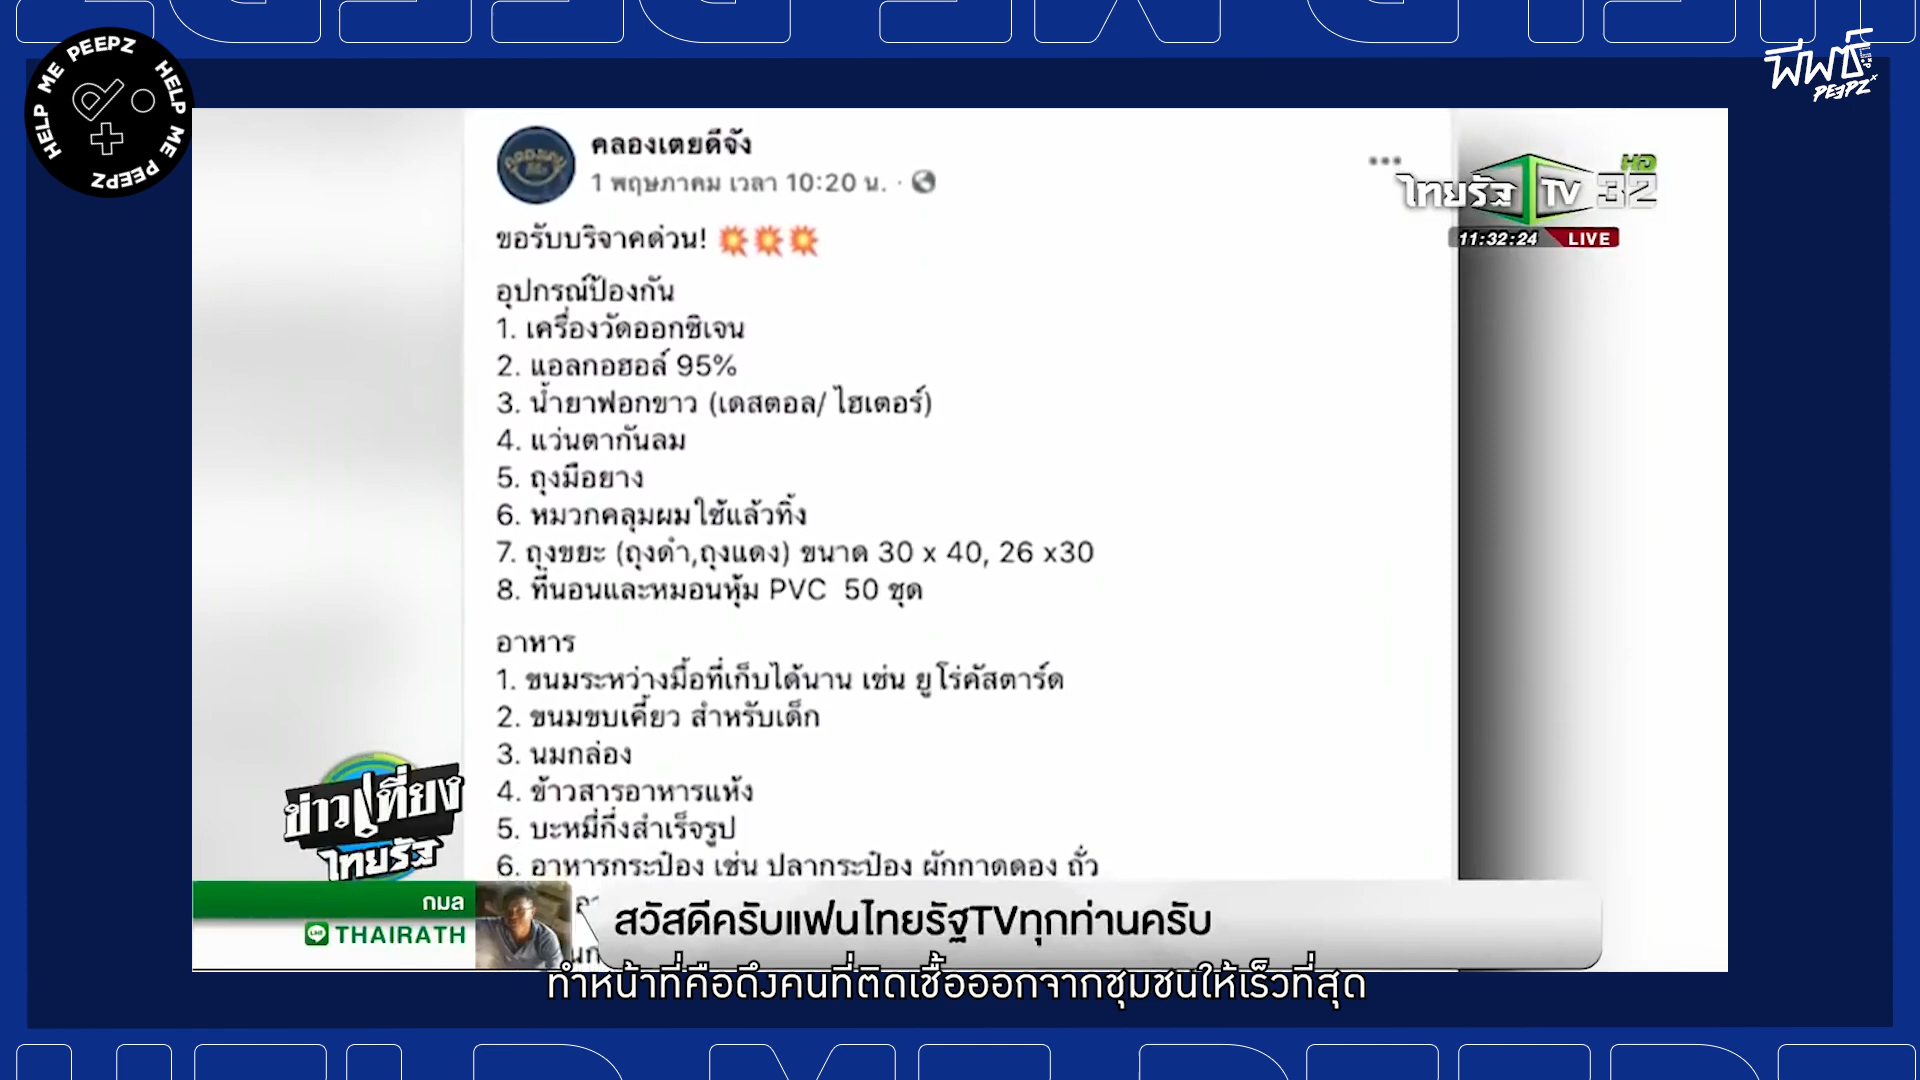 HELP ME PEEPZ HELP ME PEEPZ
พีพซ์
PEEPZ
คลองเตยดีจัง
1 พฤษภาคม เวลา 10:20 น.
ไทยรัฐ TV 32 HD
11:32:24 LIVE
ขอรับบริจาคด่วน! 💥💥💥
อุปกรณ์ป้องกัน
1. เครื่องวัดออกซิเจน
2. แอลกอฮอล์ 95%
3. น้ำยาฟอกขาว (เดสตอล/ ไฮเตอร์)
4. แว่นตากันลม
5. ถุงมือยาง
6. หมวกคลุมผมใช้แล้วทิ้ง
7. ถุงขยะ (ถุงดำ,ถุงแดง) ขนาด 30 x 40, 26 x30
8. ที่นอนและหมอนหุ้ม PVC 50 ชุด
อาหาร
1. ขนมระหว่างมื้อที่เก็บได้นาน เช่น ยูโร่คัสตาร์ด
2. ขนมขบเคี้ยว สำหรับเด็ก
3. นมกล่อง
4. ข้าวสารอาหารแห้ง
5. บะหมี่กึ่งสำเร็จรูป
6. อาหารกระป๋อง เช่น ปลากระป๋อง ผักกาดดอง ถั่ว
ข่าวเที่ยง
ไทยรัฐ
กมล
THAIRATH
สวัสดีครับแฟนไทยรัฐTVทุกท่านครับ
ทำหน้าที่คือดึงคนที่ติดเชื้อออกจากชุมชนให้เร็วที่สุด
HELP ME PEEPZ